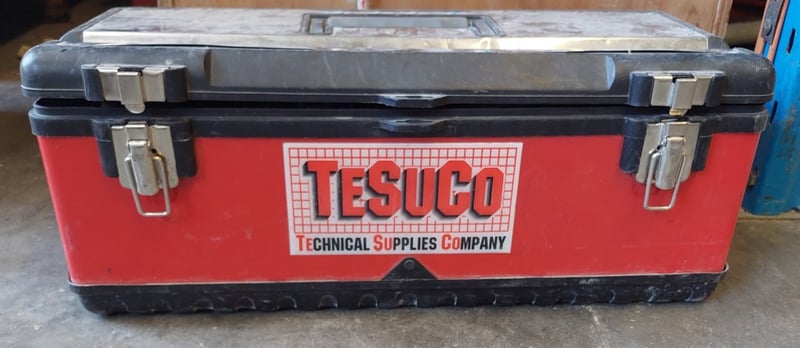 TESUCO
TECHNICAL SUPPLIES COMPANY